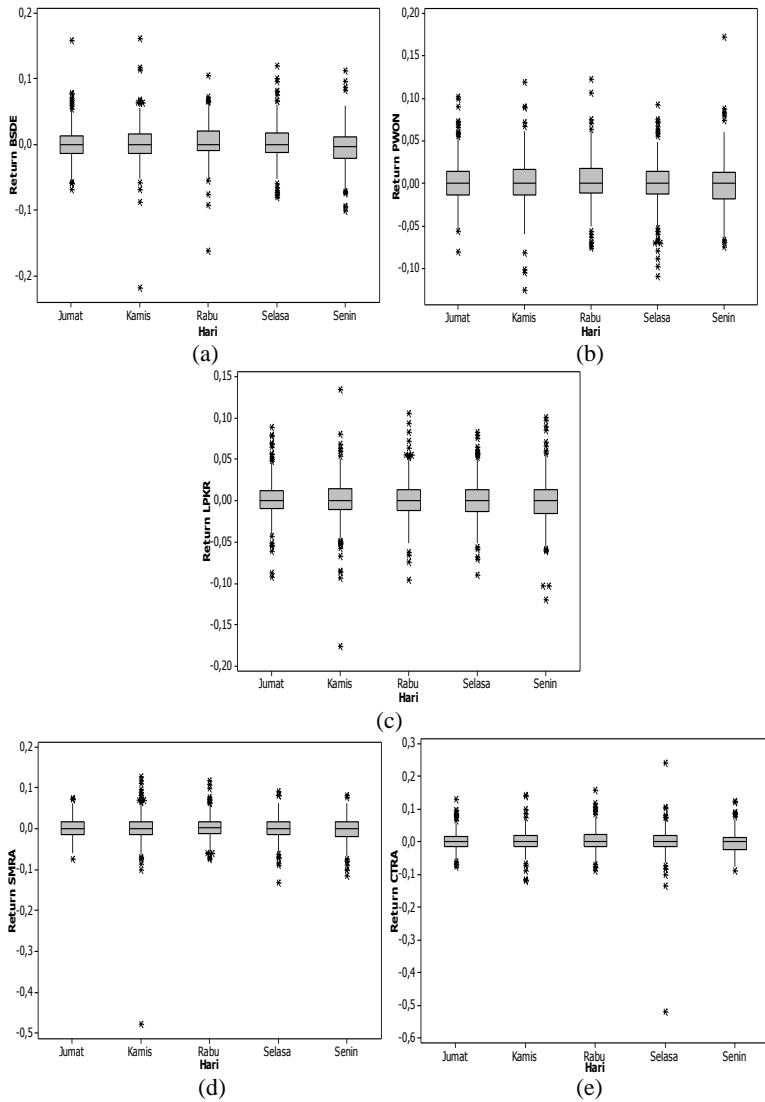 0,2
0,1
0,0
-0,1
-0,2
Return BSDE
Jumat Kamis Rabu Selasa Senin
Hari
(a)
0,20
0,15
0,10
0,05
0,00
-0,05
-0,10
Return PWON
Jumat Kamis Rabu Selasa Senin
Hari
(b)
0,15
0,10
0,05
0,00
-0,05
-0,10
-0,15
-0,20
Return LPKR
Jumat Kamis Rabu Selasa Senin
Hari
(c)
0,2
0,1
0,0
-0,1
-0,2
-0,3
-0,4
-0,5
Return SMRA
Jumat Kamis Rabu Selasa Senin
Hari
(d)
0,3
0,2
0,1
0,0
-0,1
-0,2
-0,3
-0,4
-0,5
-0,6
Return CTRA
Jumat Kamis Rabu Selasa Senin
Hari
(e)